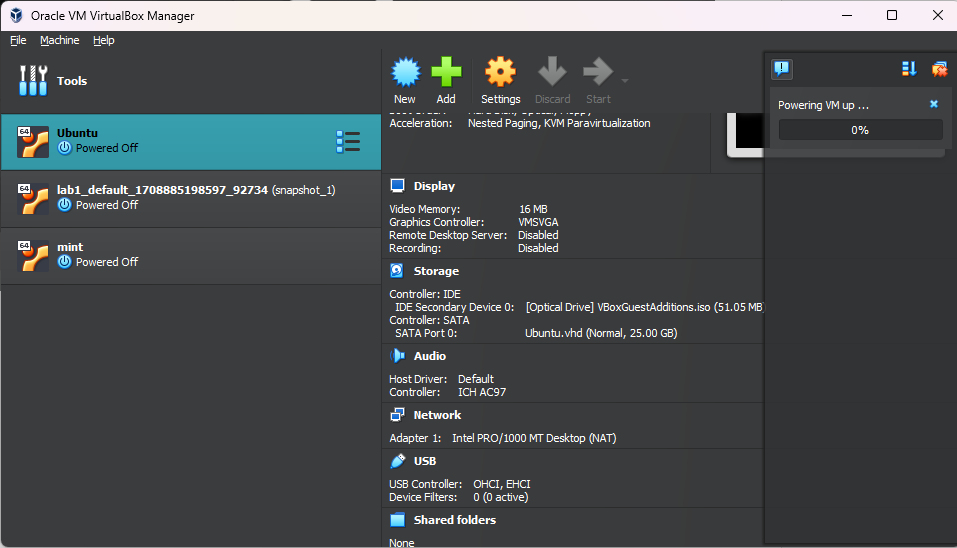 Oracle VM VirtualBox Manager
File Machine Help
Tools
New Add Settings Discard Start
64
Ubuntu
Powered Off
64
lab1_default_1708885198597_92734 (snapshot_1)
Powered Off
64
mint
Powered Off
Acceleration: Nested Paging, KVM Paravirtualization
Display
Video Memory: 16 MB
Graphics Controller: VMSVGA
Remote Desktop Server: Disabled
Recording: Disabled
Storage
Controller: IDE
IDE Secondary Device 0: [Optical Drive] VBoxGuestAdditions.iso (51.05 MB)
Controller: SATA
SATA Port 0: Ubuntu.vhd (Normal, 25.00 GB)
Audio
Host Driver: Default
Controller: ICH AC97
Network
Adapter 1: Intel PRO/1000 MT Desktop (NAT)
USB
USB Controller: OHCI, EHCI
Device Filters: 0 (0 active)
Shared folders
None
Powering VM up ...
0%